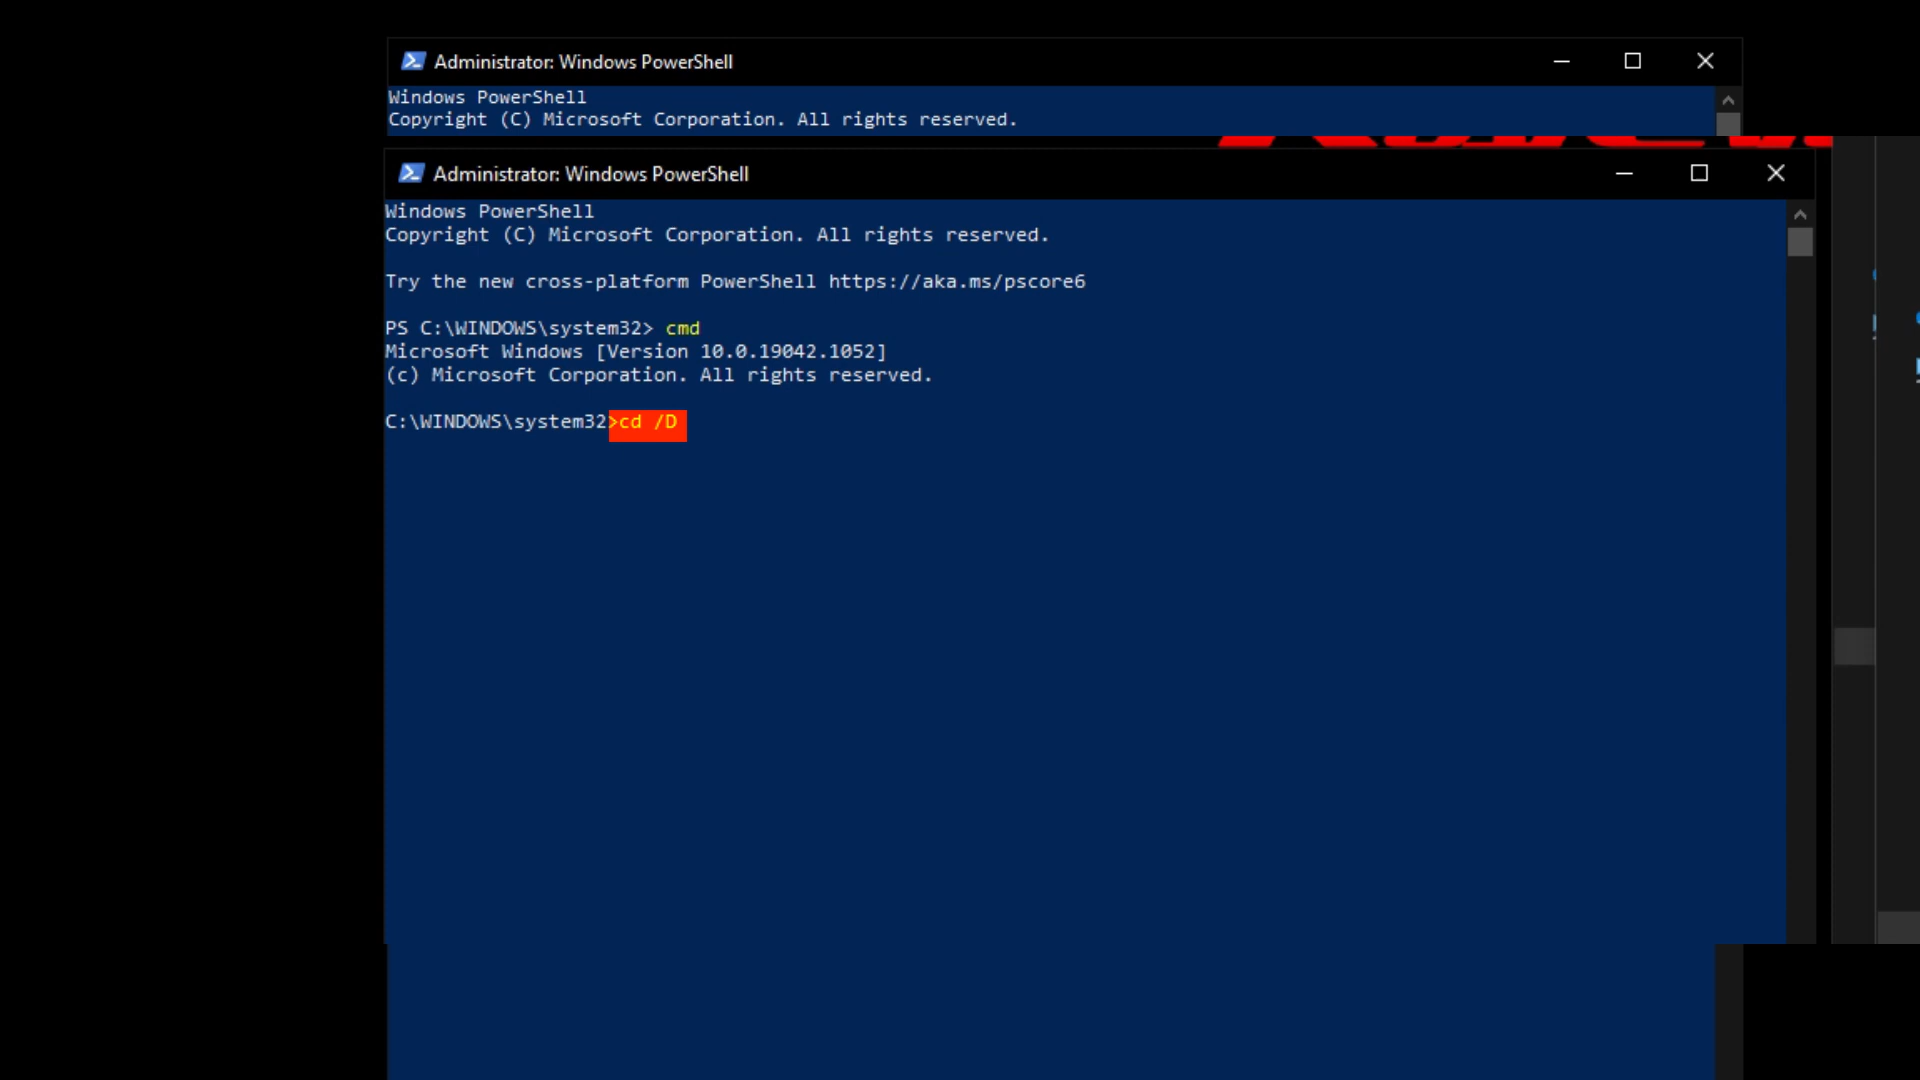 Administrator: Windows PowerShell
Windows PowerShell
Copyright (C) Microsoft Corporation. All rights reserved.
Administrator: Windows PowerShell
Windows PowerShell
Copyright (C) Microsoft Corporation. All rights reserved.
Try the new cross-platform PowerShell https://aka.ms/pscore6
PS C:\WINDOWS\system32> cmd
Microsoft Windows [Version 10.0.19042.1052]
(c) Microsoft Corporation. All rights reserved.
C:\WINDOWS\system32>cd /D